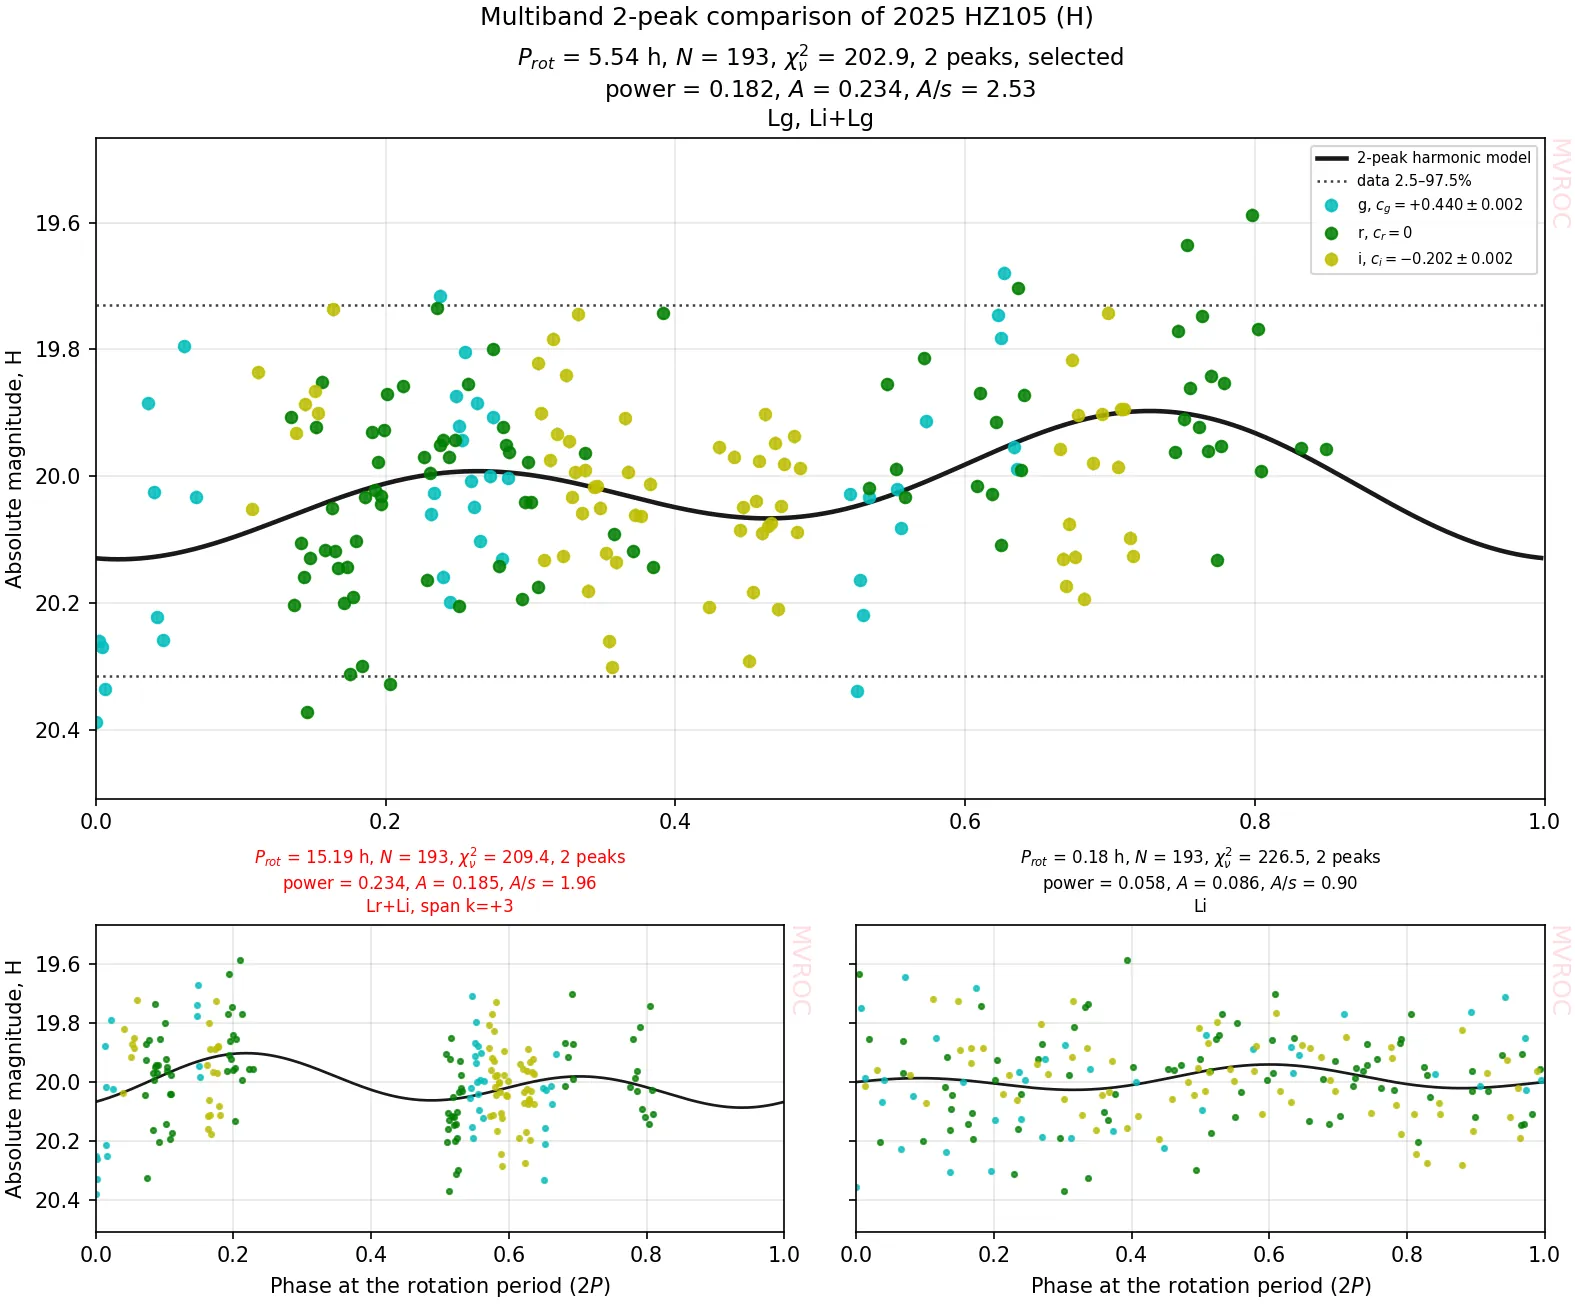 Multiband 2-peak comparison of 2025 HZ105 (H)
P_rot = 5.54 h, N = 193, χ²_ν = 202.9, 2 peaks, selected
power = 0.182, A = 0.234, A/s = 2.53
Lg, Li+Lg
2-peak harmonic model
data 2.5–97.5%
g, c_g = +0.440 ± 0.002
r, c_r = 0
i, c_i = −0.202 ± 0.002
MVROC
Absolute magnitude, H
19.6
19.8
20.0
20.2
20.4
0.0 0.2 0.4 0.6 0.8 1.0
P_rot = 15.19 h, N = 193, χ²_ν = 209.4, 2 peaks
power = 0.234, A = 0.185, A/s = 1.96
Lr+Li, span k=+3
MVROC
Absolute magnitude, H
19.6
19.8
20.0
20.2
20.4
0.0 0.2 0.4 0.6 0.8 1.0
Phase at the rotation period (2P)
P_rot = 0.18 h, N = 193, χ²_ν = 226.5, 2 peaks
power = 0.058, A = 0.086, A/s = 0.90
Li
MVROC
0.0 0.2 0.4 0.6 0.8 1.0
Phase at the rotation period (2P)